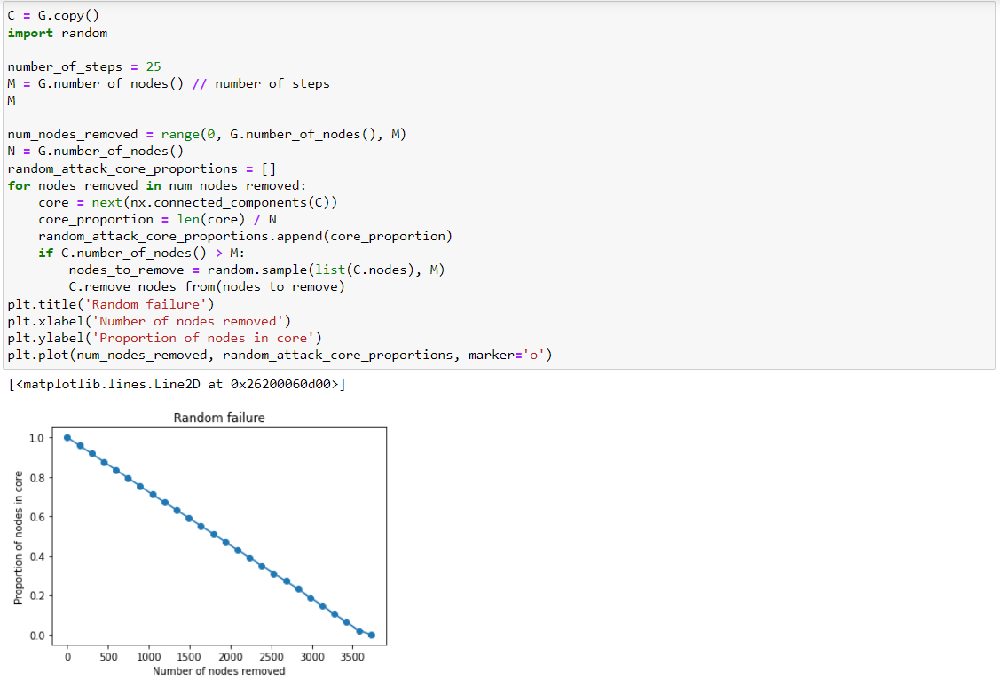 C = G.copy()
import random
number_of_steps = 25
M = G.number_of_nodes() // number_of_steps
M
num_nodes_removed = range(0, G.number_of_nodes(), M)
N = G.number_of_nodes()
random_attack_core_proportions = []
for nodes_removed in num_nodes_removed:
    core = next(nx.connected_components(C))
    core_proportion = len(core) / N
    random_attack_core_proportions.append(core_proportion)
    if C.number_of_nodes() > M:
        nodes_to_remove = random.sample(list(C.nodes), M)
        C.remove_nodes_from(nodes_to_remove)
plt.title('Random failure')
plt.xlabel('Number of nodes removed')
plt.ylabel('Proportion of nodes in core')
plt.plot(num_nodes_removed, random_attack_core_proportions, marker='o')
[<matplotlib.lines.Line2D at 0x26200060d00>]
Random failure
Proportion of nodes in core
1.0
0.8
0.6
0.4
0.2
0.0
0 500 1000 1500 2000 2500 3000 3500
Number of nodes removed